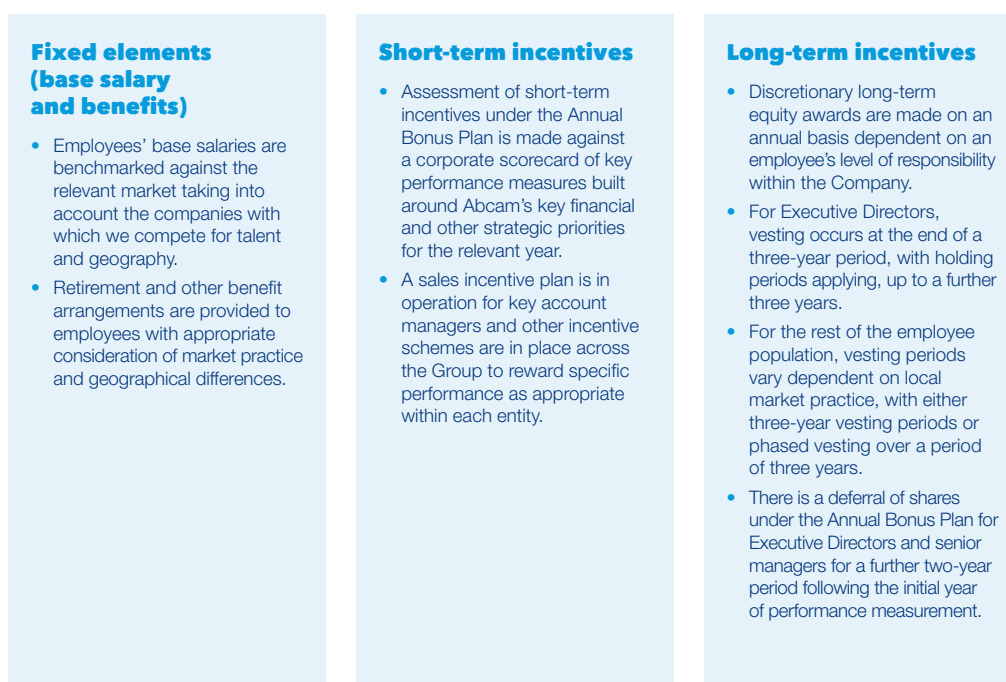 Fixed elements
(base salary
and benefits)
• Employees' base salaries are
benchmarked against the
relevant market taking into
account the companies with
which we compete for talent
and geography.
• Retirement and other benefit
arrangements are provided to
employees with appropriate
consideration of market practice
and geographical differences.
Short-term incentives
• Assessment of short-term
incentives under the Annual
Bonus Plan is made against
a corporate scorecard of key
performance measures built
around Abcam's key financial
and other strategic priorities
for the relevant year.
• A sales incentive plan is in
operation for key account
managers and other incentive
schemes are in place across
the Group to reward specific
performance as appropriate
within each entity.
Long-term incentives
• Discretionary long-term
equity awards are made on an
annual basis dependent on an
employee's level of responsibility
within the Company.
• For Executive Directors,
vesting occurs at the end of a
three-year period, with holding
periods applying, up to a further
three years.
• For the rest of the employee
population, vesting periods
vary dependent on local
market practice, with either
three-year vesting periods or
phased vesting over a period
of three years.
• There is a deferral of shares
under the Annual Bonus Plan for
Executive Directors and senior
managers for a further two-year
period following the initial year
of performance measurement.